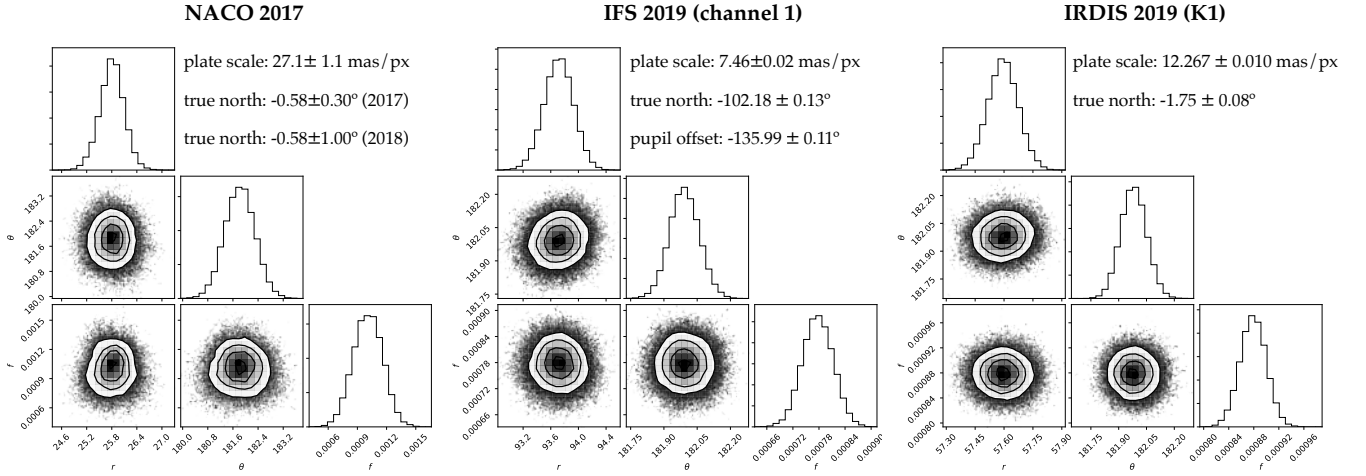 NACO 2017
IFS 2019 (channel 1)
IRDIS 2019 (K1)
plate scale: 27.1± 1.1 mas/px
true north: -0.58±0.30º (2017)
true north: -0.58±1.00º (2018)
plate scale: 7.46±0.02 mas/px
true north: -102.18 ± 0.13º
pupil offset: -135.99 ± 0.11º
plate scale: 12.267 ± 0.010 mas/px
true north: -1.75 ± 0.08º
θ
183.2
182.4
181.6
180.8
180.0
θ
182.20
182.05
181.90
181.75
θ
182.20
182.05
181.90
181.75
f
0.0015
0.0012
0.0009
0.0006
f
0.00090
0.00084
0.00078
0.00072
0.00066
f
0.00096
0.00092
0.00088
0.00084
0.00080
24.6 25.2 25.8 26.4 27.0
180.0 180.8 181.6 182.4 183.2
0.0006 0.0009 0.0012 0.0015
93.2 93.6 94.0 94.4
181.75 181.90 182.05 182.20
0.00066 0.00072 0.00078 0.00084 0.00090
57.30 57.45 57.60 57.75 57.90
181.75 181.90 182.05 182.20
0.00080 0.00084 0.00088 0.00092 0.00096
r θ f
r θ f
r θ f